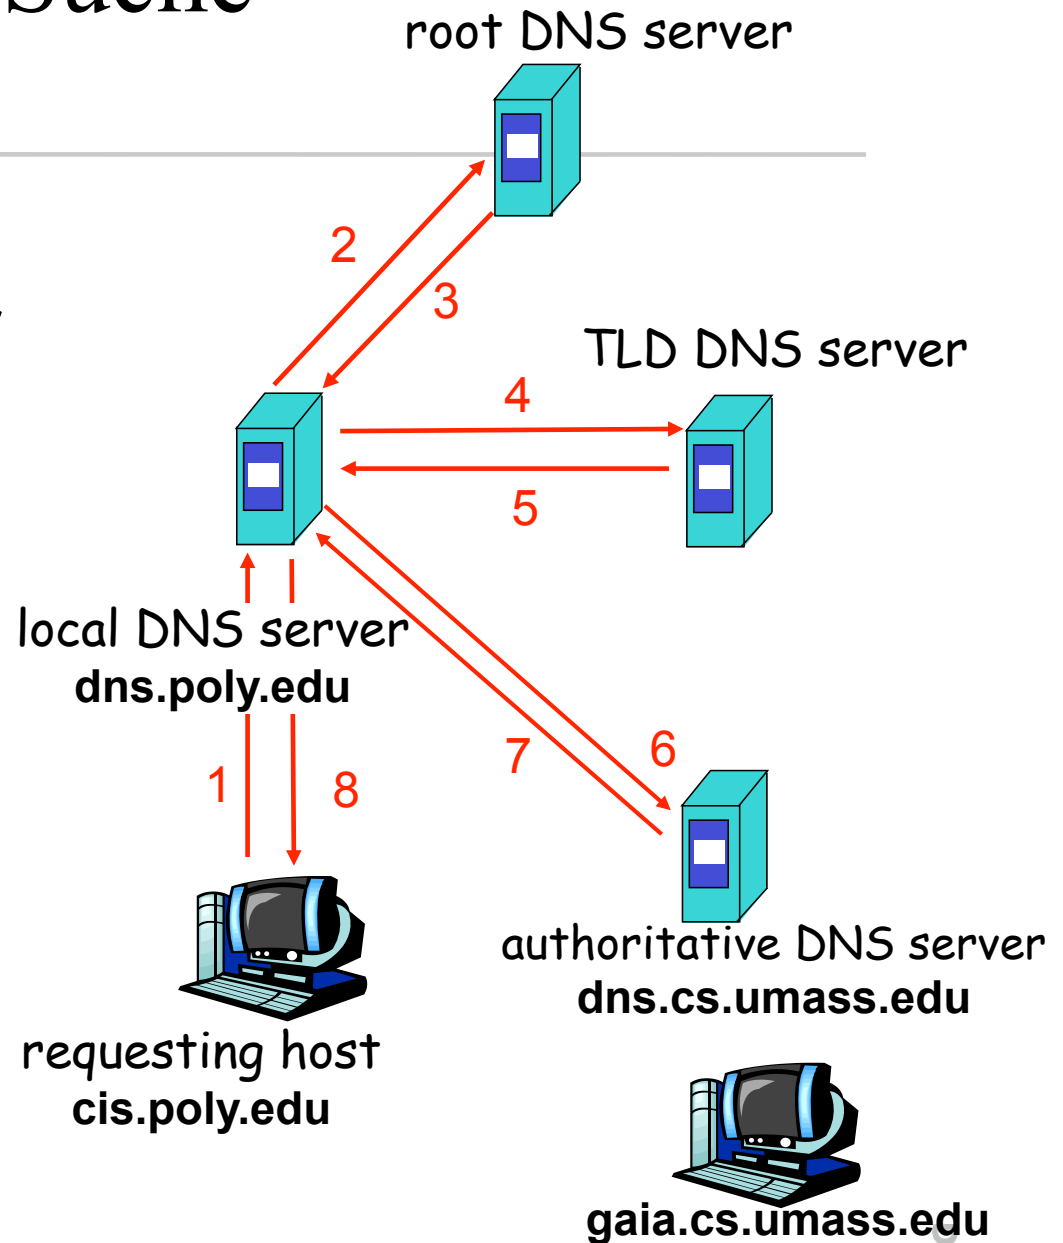 Suche
root DNS server
2
3
TLD DNS server
4
5
local DNS server
dns.poly.edu
7
6
1
8
authoritative DNS server
dns.cs.umass.edu
requesting host
cis.poly.edu
gaia.cs.umass.edu